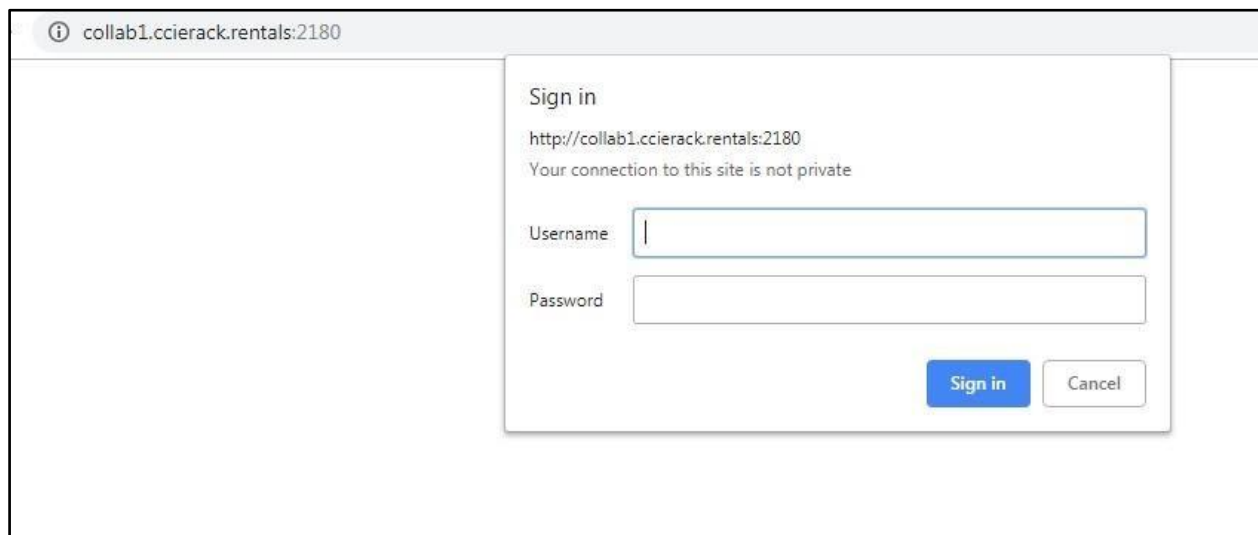 collab1.ccierack.rentals:2180
Sign in
http://collab1.ccierack.rentals:2180
Your connection to this site is not private
Username
Password
Sign in Cancel